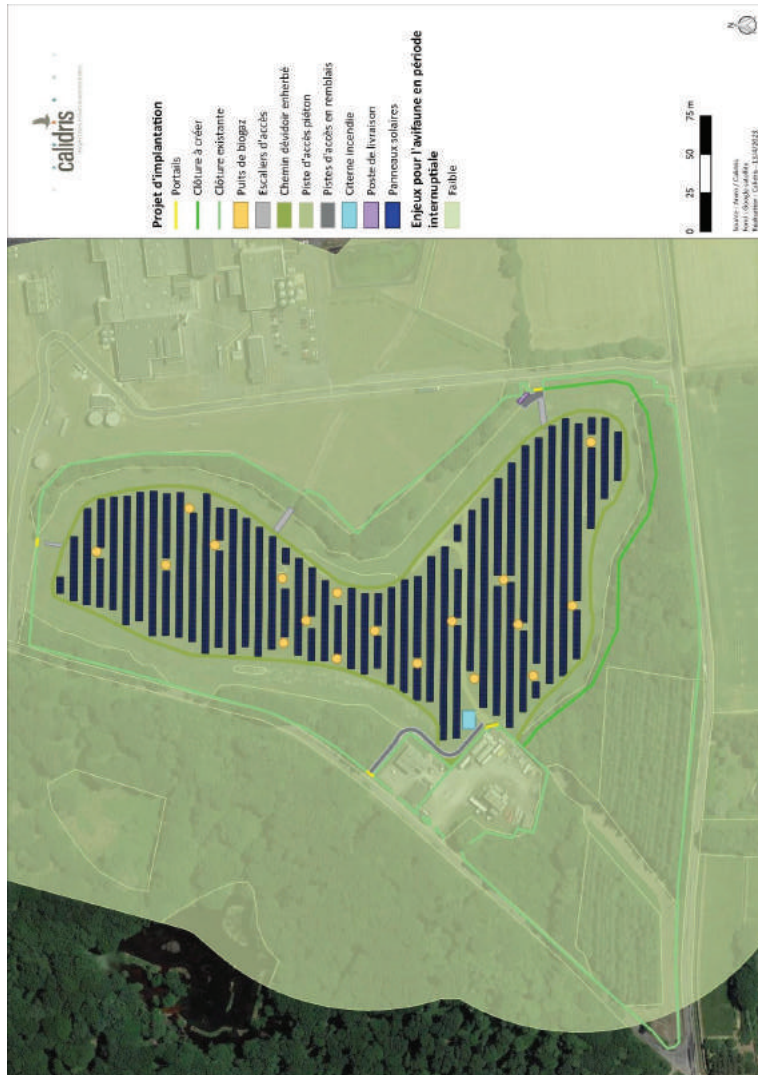 calidris
Projet d'implantation
Portails
Clôture à créer
Clôture existante
Puits de biogaz
Escaliers d'accès
Chemin dévidoir enherbé
Piste d'accès piéton
Pistes d'accès en remblais
Citerne incendie
Poste de livraison
Panneaux solaires
Enjeux pour l'avifaune en période
internuptiale
Faible
0 25 50 75 m
N